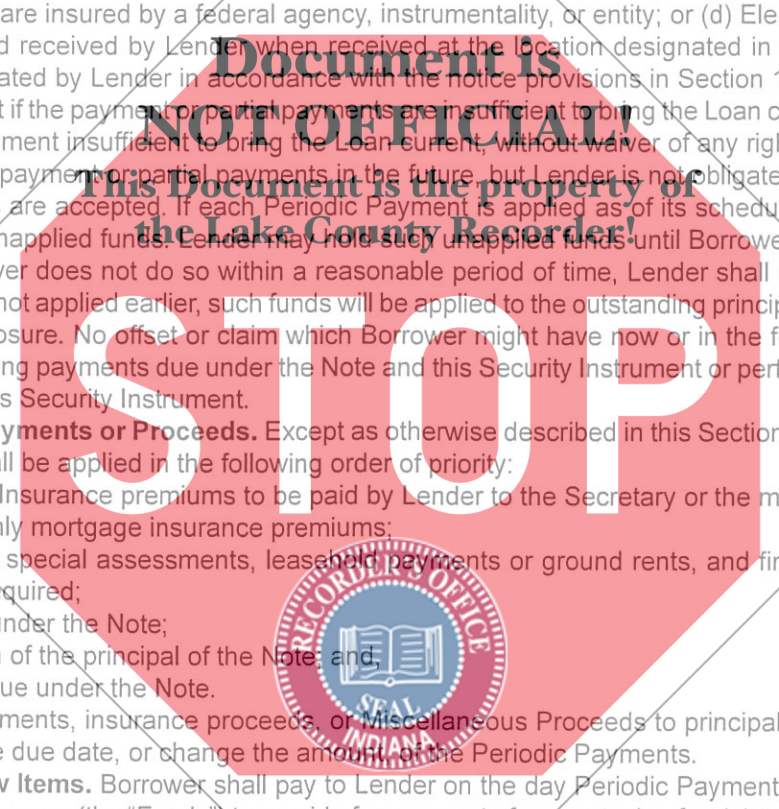 are insured by a federal agency, instrumentality, or entity; or (d) Ele
d received by Lender when received at the location designated in
Document is
ated by Lender in accordance with the notice provisions in Section 1
t if the payment or partial payments are insufficient to bring the Loan c
NOT OFFICIAL!
ment insufficient to bring the Loan current, without waiver of any righ
payment or partial payments in the future, but Lender is not obligate
This Document is the property of
s are accepted. If each Periodic Payment is applied as of its schedu
the Lake County Recorder!
napplied funds. Lender may hold such unapplied funds until Borrowe
er does not do so within a reasonable period of time, Lender shall
not applied earlier, such funds will be applied to the outstanding princip
osure. No offset or claim which Borrower might have now or in the f
ng payments due under the Note and this Security Instrument or perf
s Security Instrument.
STOP
yments or Proceeds. Except as otherwise described in this Section
ll be applied in the following order of priority:
Insurance premiums to be paid by Lender to the Secretary or the m
ly mortgage insurance premiums;
special assessments, leasehold payments or ground rents, and fir
quired;
under the Note;
of the principal of the Note; and,
ue under the Note.
RECORDER'S OFFICE
SEAL
INDIANA
ments, insurance proceeds, or Miscellaneous Proceeds to principal
e due date, or change the amount, of the Periodic Payments.
w Items. Borrower shall pay to Lender on the day Periodic Payment